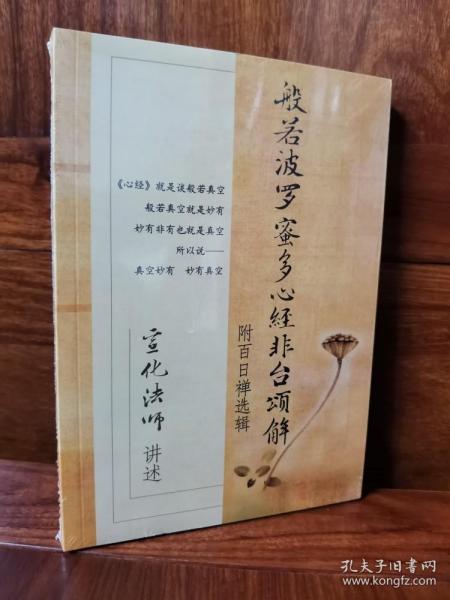 般若波罗蜜多心经非台颂解
附百日禅选辑
《心经》就是谈般若真空
般若真空就是妙有
妙有非有也就是真空
所以说——
真空妙有 妙有真空
宣化法师 讲述
孔夫子旧书网
www.kongfz.com